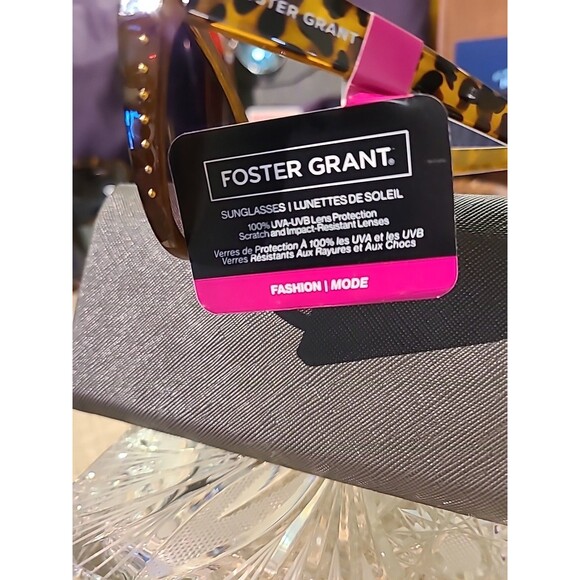 FOSTER GRANT
FOSTER GRANT®
SUNGLASSES | LUNETTES DE SOLEIL
100% UVA-UVB Lens Protection
Scratch and Impact-Resistant Lenses
Verres de Protection À 100% les UVA et les UVB
Verres Résistants Aux Rayures et Aux Chocs
FASHION | MODE